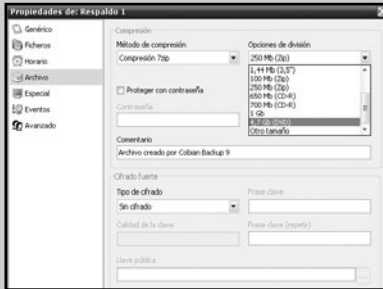 Propiedades de: Respaldo 1
Genérico
Ficheros
Horario
Archivo
Especial
Eventos
Avanzado
Compresión
Método de compresión
Compresión 7zip
Proteger con contraseña
Contraseña
Opciones de división
250 Mb (Zip)
1,44 Mb (3,5")
100 Mb (Zip)
250 Mb (Zip)
650 Mb (CD-R)
700 Mb (CD-R)
1 Gb
4,7 Gb (DVD)
Otro tamaño
Comentario
Archivo creado por Cobian Backup 9
Cifrado fuerte
Tipo de cifrado
Sin cifrado
Frase clave
Calidad de la clave
Frase clave (repetir)
Llave pública
...